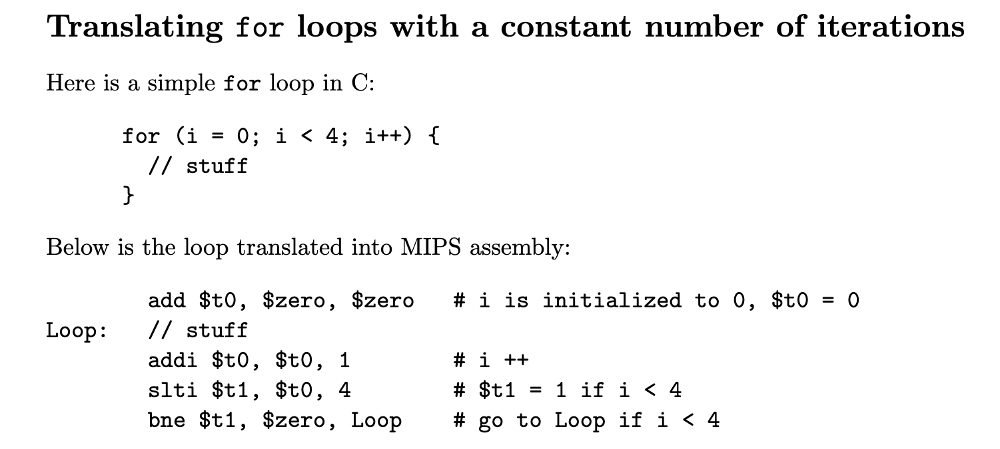 Translating for loops with a constant number of iterations
Here is a simple for loop in C:
for (i = 0; i < 4; i++) {
// stuff
}
Below is the loop translated into MIPS assembly:
add $t0, $zero, $zero # i is initialized to 0, $t0 = 0
Loop: // stuff
addi $t0, $t0, 1 # i ++
slti $t1, $t0, 4 # $t1 = 1 if i < 4
bne $t1, $zero, Loop # go to Loop if i < 4